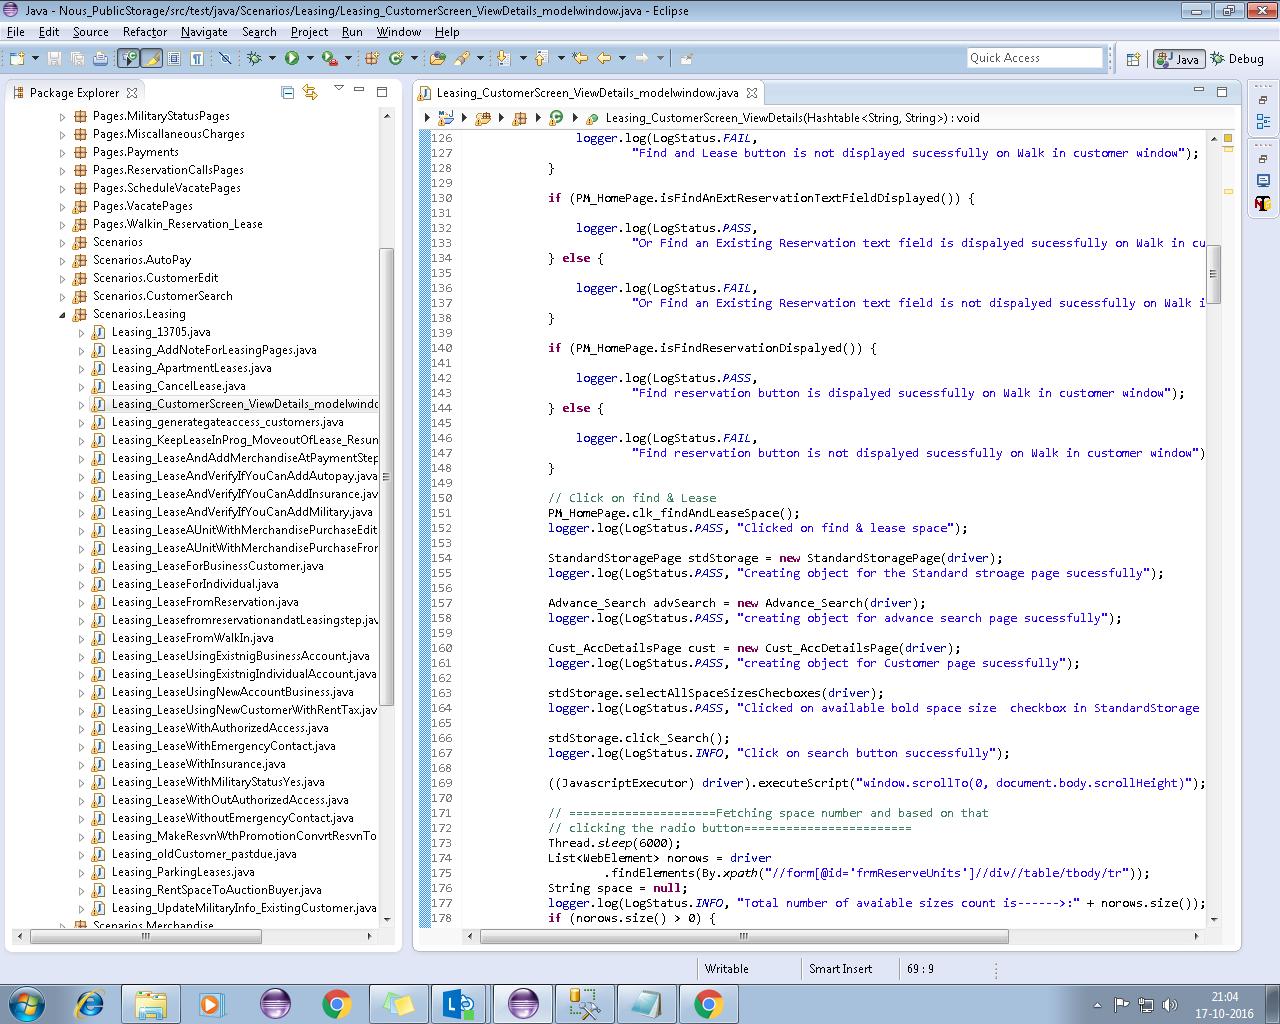 Java - Nous_PublicStorage/src/test/java/Scenarios/Leasing/Leasing_CustomerScreen_ViewDetails_modelwindow.java - Eclipse
File Edit Source Refactor Navigate Search Project Run Window Help
Quick Access
Java
Debug
Package Explorer
Pages.MilitaryStatusPages
Pages.MiscallaneousCharges
Pages.Payments
Pages.ReservationCallsPages
Pages.ScheduleVacatePages
Pages.VacatePages
Pages.Walkin_Reservation_Lease
Scenarios
Scenarios.AutoPay
Scenarios.CustomerEdit
Scenarios.CustomerSearch
Scenarios.Leasing
Leasing_13705.java
Leasing_AddNoteForLeasingPages.java
Leasing_ApartmentLeases.java
Leasing_CancelLease.java
Leasing_CustomerScreen_ViewDetails_modelwindo
Leasing_generategateaccess_customers.java
Leasing_KeepLeaseInProg_MoveoutOfLease_Resun
Leasing_LeaseAndAddMerchandiseAtPaymentStep
Leasing_LeaseAndVerifyIfYouCanAddAutopay.java
Leasing_LeaseAndVerifyIfYouCanAddInsurance.jav
Leasing_LeaseAndVerifyIfYouCanAddMilitary.java
Leasing_LeaseAUnitWithMerchandisePurchaseEdit
Leasing_LeaseAUnitWithMerchandisePurchaseFror
Leasing_LeaseForBusinessCustomer.java
Leasing_LeaseForIndividual.java
Leasing_LeaseFromReservation.java
Leasing_LeasefromreservationandatLeasingstep.jav
Leasing_LeaseFromWalkIn.java
Leasing_LeaseUsingExistnigBusinessAccount.java
Leasing_LeaseUsingExistnigIndividualAccount.java
Leasing_LeaseUsingNewAccountBusiness.java
Leasing_LeaseUsingNewCustomerWithRentTax.jav
Leasing_LeaseWithAuthorizedAccess.java
Leasing_LeaseWithEmergencyContact.java
Leasing_LeaseWithInsurance.java
Leasing_LeaseWithMilitaryStatusYes.java
Leasing_LeaseWithOutAuthorizedAccess.java
Leasing_LeaseWithoutEmergencyContact.java
Leasing_MakeResvnWthPromotionConvrtResvnTo
Leasing_oldCustomer_pastdue.java
Leasing_ParkingLeases.java
Leasing_RentSpaceToAuctionBuyer.java
Leasing_UpdateMilitaryInfo_ExistingCustomer.java
Scenarios.Merchandise
Leasing_CustomerScreen_ViewDetails_modelwindow.java
Leasing_CustomerScreen_ViewDetails(Hashtable<String, String>) : void
126 logger.log(LogStatus.FAIL,
127 "Find and Lease button is not displayed sucessfully on Walk in customer window");
128 }
129
130 if (PM_HomePage.isFindAnExtReservationTextFieldDisplayed()) {
131
132 logger.log(LogStatus.PASS,
133 "Or Find an Existing Reservation text field is dispalyed sucessfully on Walk in cu
134 } else {
135
136 logger.log(LogStatus.FAIL,
137 "Or Find an Existing Reservation text field is not dispalyed sucessfully on Walk i
138 }
139
140 if (PM_HomePage.isFindReservationDispalyed()) {
141
142 logger.log(LogStatus.PASS,
143 "Find reservation button is dispalyed sucessfully on Walk in customer window");
144 } else {
145
146 logger.log(LogStatus.FAIL,
147 "Find reservation button is not dispalyed sucessfully on Walk in customer window")
148 }
149
150 // Click on find & Lease
151 PM_HomePage.clk_findAndLeaseSpace();
152 logger.log(LogStatus.PASS, "Clicked on find & lease space");
153
154 StandardStoragePage stdStorage = new StandardStoragePage(driver);
155 logger.log(LogStatus.PASS, "Creating object for the Standard stroage page sucessfully");
156
157 Advance_Search advSearch = new Advance_Search(driver);
158 logger.log(LogStatus.PASS, "creating object for advance search page sucessfully");
159
160 Cust_AccDetailsPage cust = new Cust_AccDetailsPage(driver);
161 logger.log(LogStatus.PASS, "creating object for Customer page sucessfully");
162
163 stdStorage.selectAllSpaceSizesChecboxes(driver);
164 logger.log(LogStatus.PASS, "Clicked on available bold space size  checkbox in StandardStorage
165
166 stdStorage.click_Search();
167 logger.log(LogStatus.INFO, "Click on search button successfully");
168
169 ((JavascriptExecutor) driver).executeScript("window.scrollTo(0, document.body.scrollHeight)");
170
171 // =====================Fetching space number and based on that
172 // clicking the radio button========================
173 Thread.sleep(6000);
174 List<WebElement> norows = driver
175 .findElements(By.xpath("//form[@id='frmReserveUnits']//div//table/tbody/tr"));
176 String space = null;
177 logger.log(LogStatus.INFO, "Total number of avaiable sizes count is------>:" + norows.size());
178 if (norows.size() > 0) {
Writable
Smart Insert
69 : 9
21:04
17-10-2016